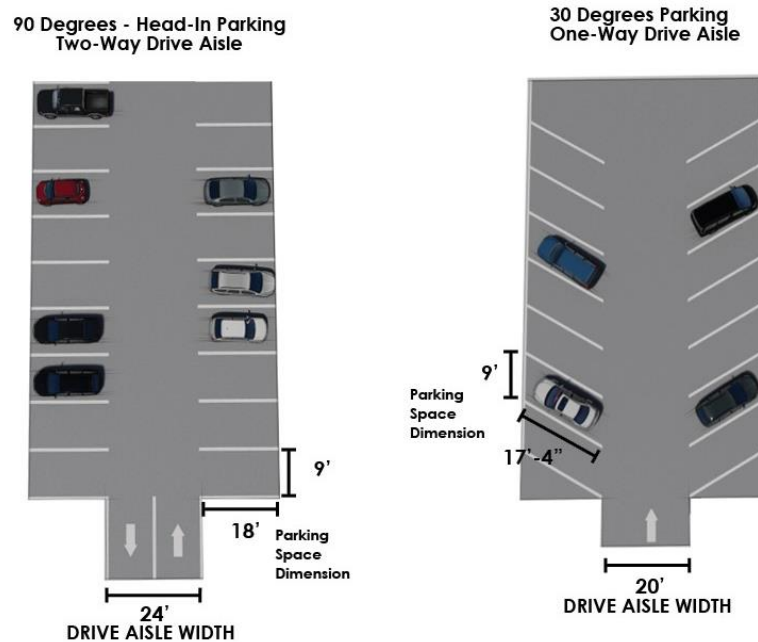 90 Degrees - Head-In Parking
Two-Way Drive Aisle
9’
18’
Parking
Space
Dimension
24’
DRIVE AISLE WIDTH
30 Degrees Parking
One-Way Drive Aisle
9’
Parking
Space
Dimension
17’-4”
20’
DRIVE AISLE WIDTH